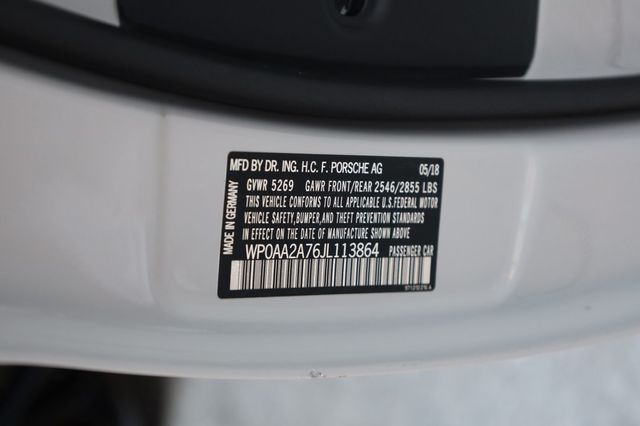 MFD BY DR. ING. H.C. F. PORSCHE AG 05/18
GVWR 5269 GAWR FRONT/REAR 2546/2855 LBS
THIS VEHICLE CONFORMS TO ALL APPLICABLE U.S.FEDERAL MOTOR
VEHICLE SAFETY,BUMPER,AND THEFT PREVENTION STANDARDS
IN EFFECT ON THE DATE OF MANUFACTURE SHOWN ABOVE
WP0AA2A76JL113864 PASSENGER CAR
MADE IN GERMANY